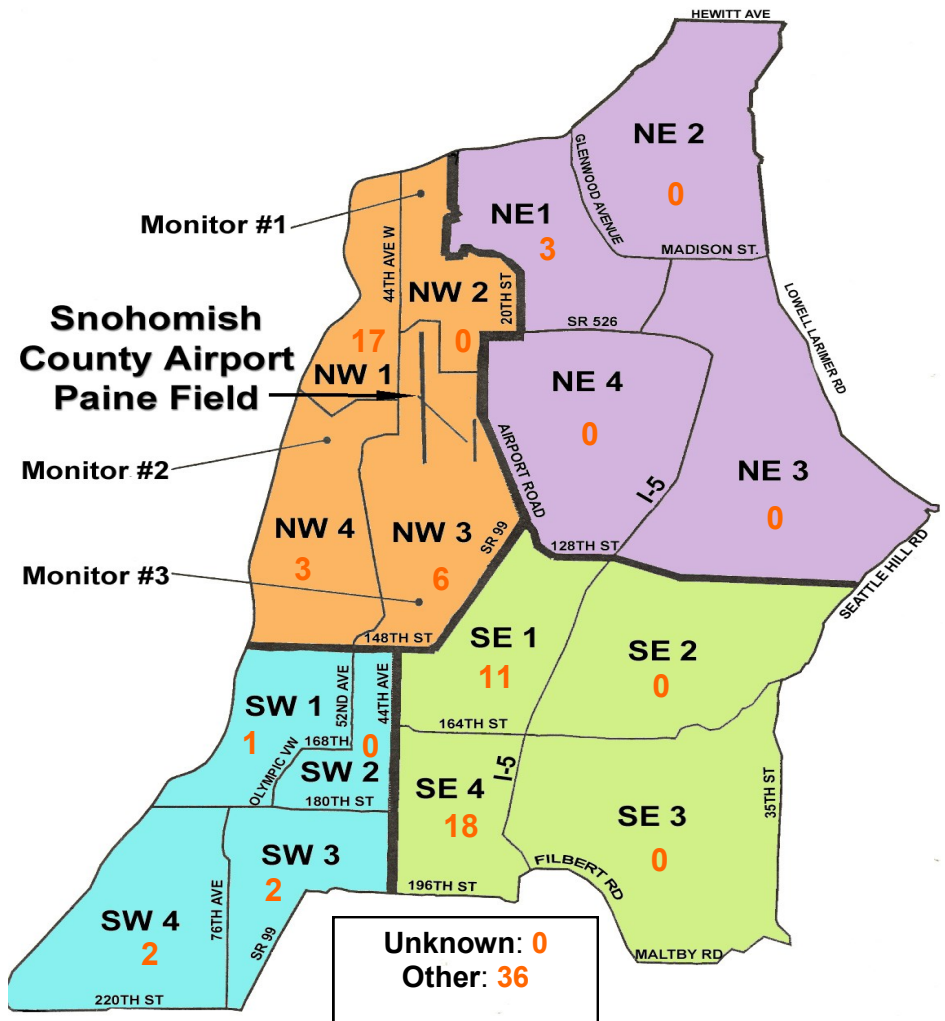 HEWITT AVE
NE 2
GLENWOOD AVENUE
0
MADISON ST.
Monitor #1
NE1
3
44TH AVE W
NW 2
20TH ST
LOWELL LARIMER RD
Snohomish
County Airport
Paine Field
17
0
NW 1
SR 526
NE 4
0
AIRPORT ROAD
I-5
NE 3
0
Monitor #2
NW 4
3
NW 3
6
SR 99
128TH ST
SEATTLE HILL RD
Monitor #3
148TH ST
SE 1
11
SE 2
0
SW 1
1
52ND AVE
44TH AVE
OLYMPIC VW
168TH
0
SW 2
180TH ST
164TH ST
I-5
SE 4
18
SE 3
0
35TH ST
SW 3
2
76TH AVE
SW 4
2
SR 99
196TH ST
FILBERT RD
MALTBY RD
220TH ST
Unknown: 0
Other: 36